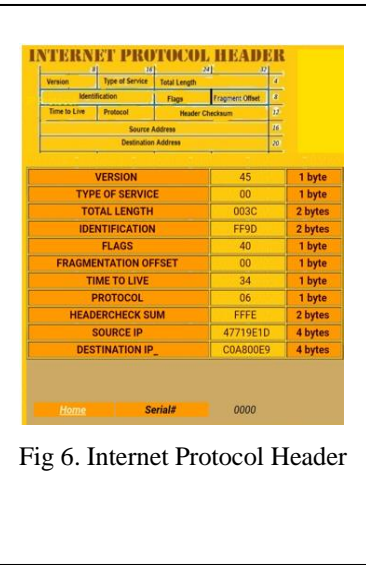 INTERNET PROTOCOL HEADER
8 16 24 32
Version Type of Service Total Length 4
Identification Flags Fragment Offset 8
Time to Live Protocol Header Checksum 12
Source Address 16
Destination Address 20
VERSION 45 1 byte
TYPE OF SERVICE 00 1 byte
TOTAL LENGTH 003C 2 bytes
IDENTIFICATION FF9D 2 bytes
FLAGS 40 1 byte
FRAGMENTATION OFFSET 00 1 byte
TIME TO LIVE 34 1 byte
PROTOCOL 06 1 byte
HEADERCHECK SUM FFFE 2 bytes
SOURCE IP 47719E1D 4 bytes
DESTINATION IP_ C0A800E9 4 bytes
Home Serial# 0000
Fig 6. Internet Protocol Header